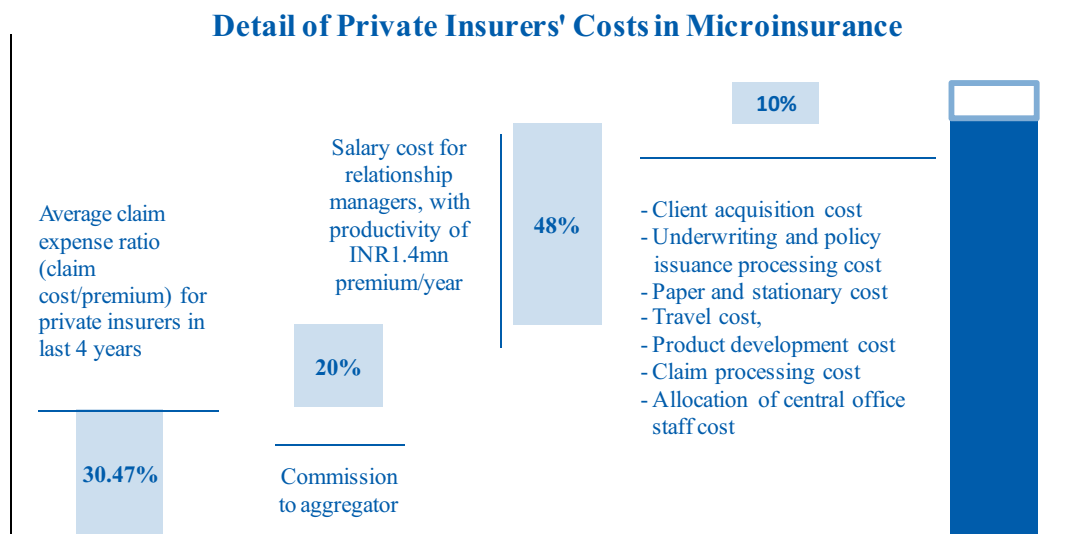 Detail of Private Insurers' Costs in Microinsurance
Average claim
expense ratio
(claim
cost/premium) for
private insurers in
last 4 years
30.47%
20%
Commission
to aggregator
Salary cost for
relationship
managers, with
productivity of
INR1.4mn
premium/year
48%
10%
- Client acquisition cost
- Underwriting and policy
issuance processing cost
- Paper and stationary cost
- Travel cost,
- Product development cost
- Claim processing cost
- Allocation of central office
staff cost